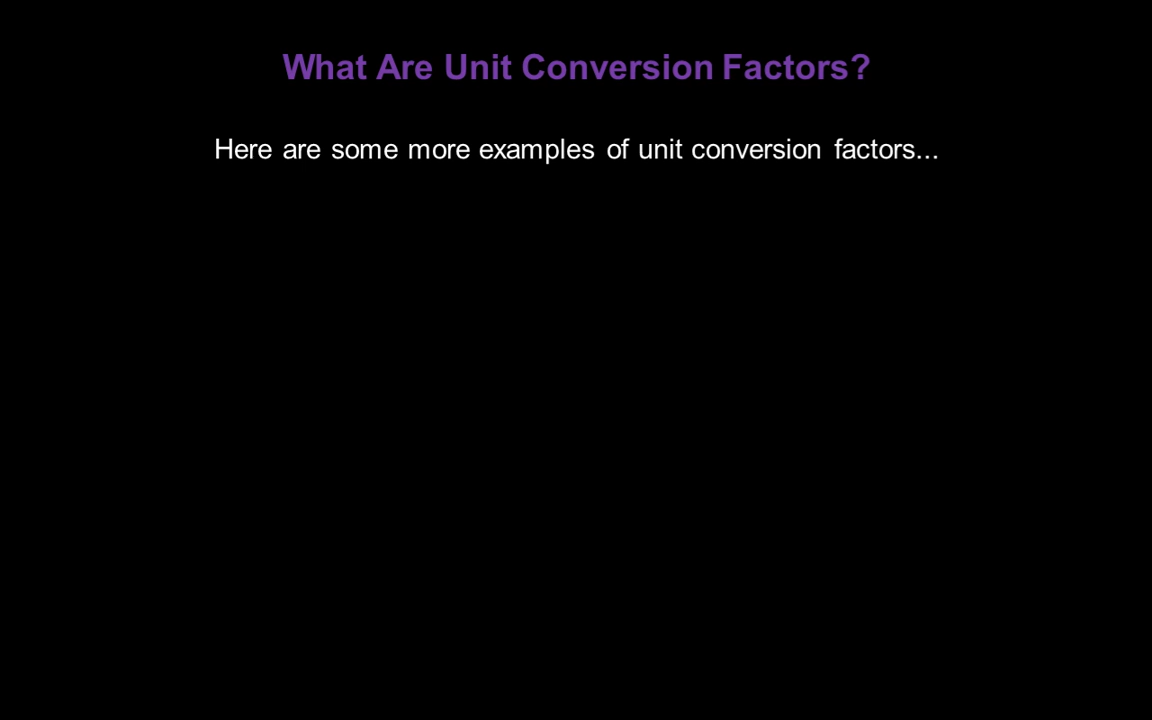 What Are Unit Conversion Factors?
Here are some more examples of unit conversion factors...